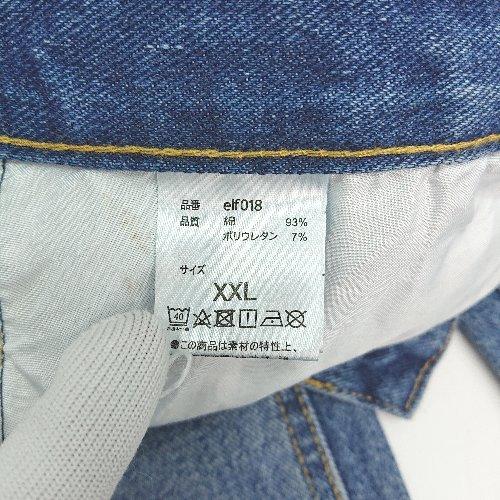 品番 elf018
品質 綿 93%
ポリウレタン 7%
サイズ
XXL
40
●この商品は素材の特性上、